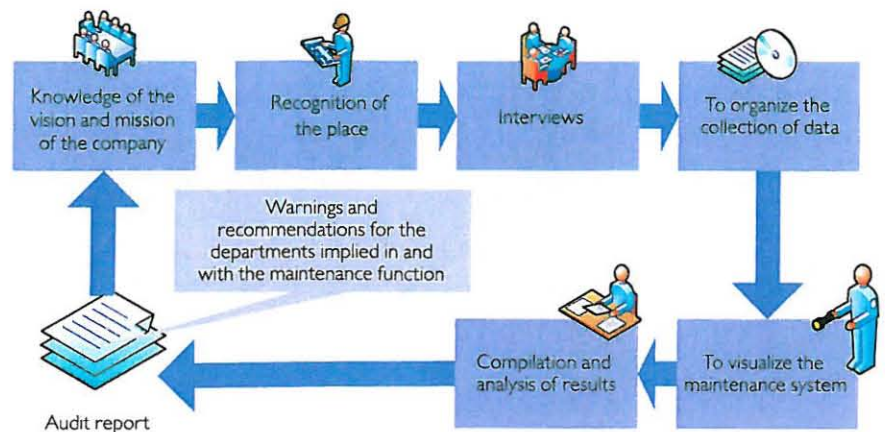 Knowledge of the
vision and mission
of the company
Recognition of
the place
Interviews
To organize the
collection of data
Warnings and
recommendations for the
departments implied in and
with the maintenance function
Compilation and
analysis of results
To visualize the
maintenance system
Audit report